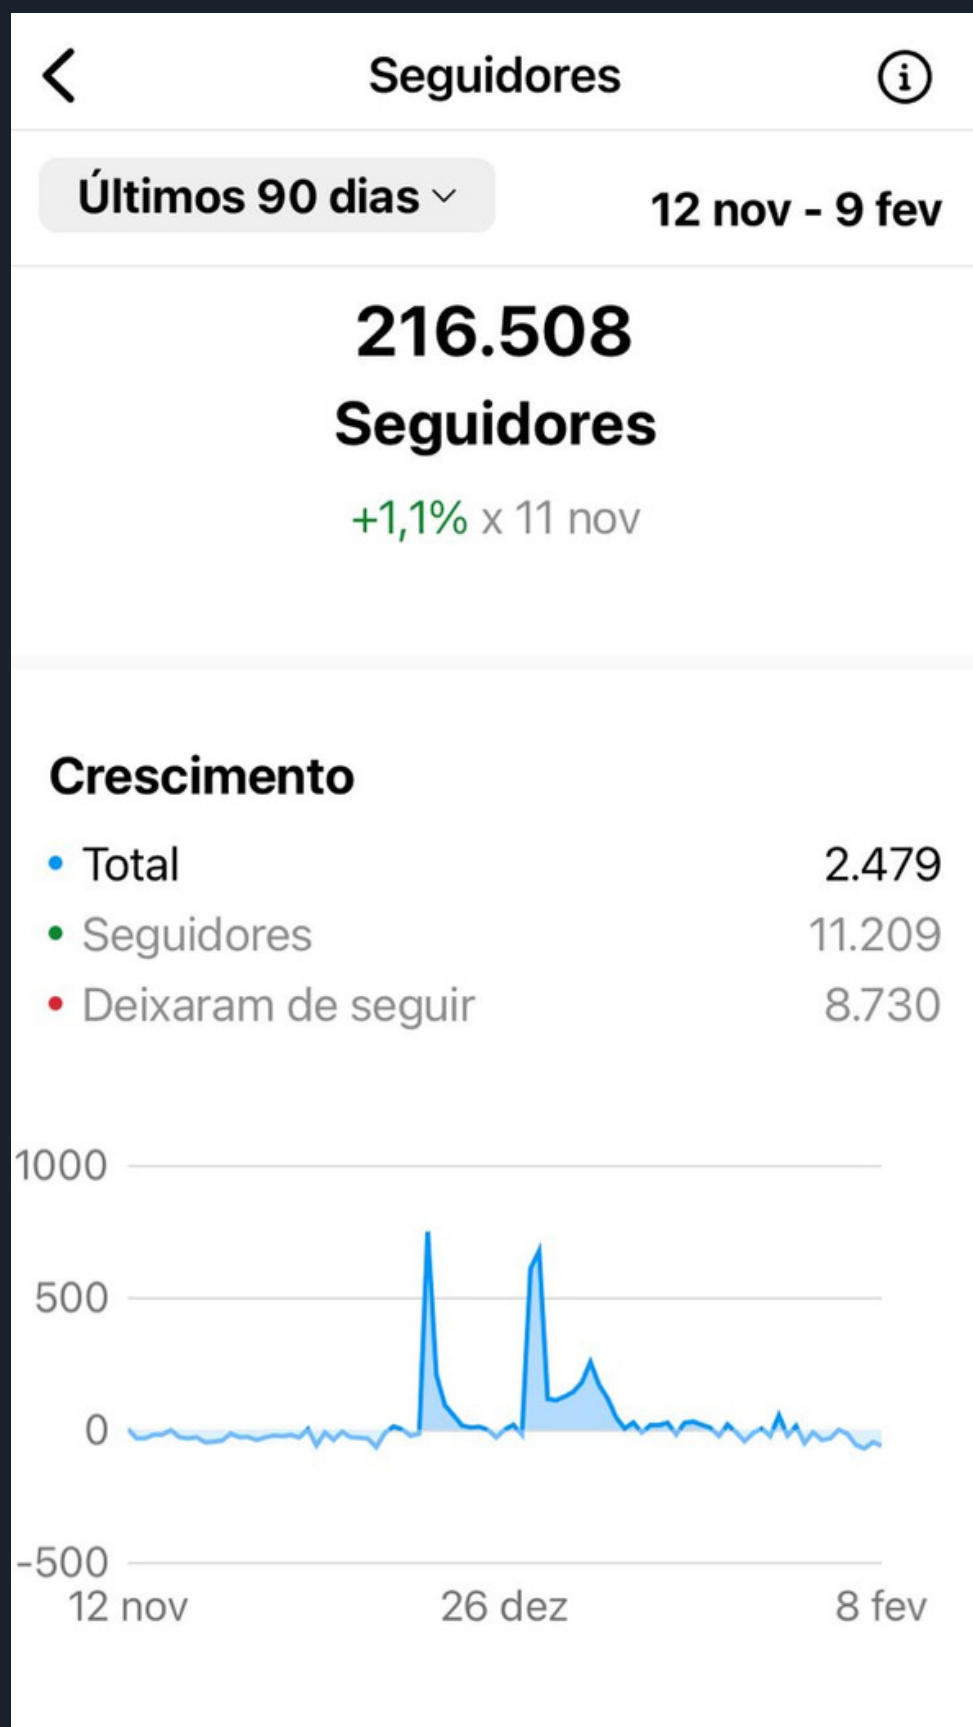 Seguidores
Últimos 90 dias
12 nov - 9 fev
216.508
Seguidores
+1,1% x 11 nov
Crescimento
Total 2.479
Seguidores 11.209
Deixaram de seguir 8.730
1000
500
0
-500
12 nov 26 dez 8 fev